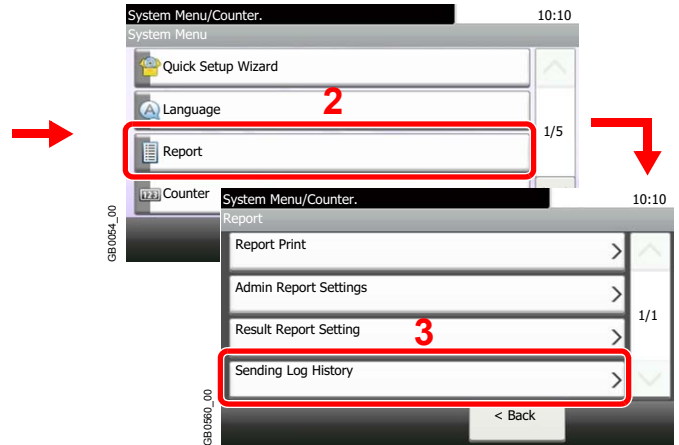 System Menu/Counter.
10:10
System Menu
Quick Setup Wizard
Language
2
1/5
Report
Counter
GB0054_00
System Menu/Counter.
10:10
Report
Report Print
Admin Report Settings
1/1
Result Report Setting
3
Sending Log History
GB0560_00
< Back